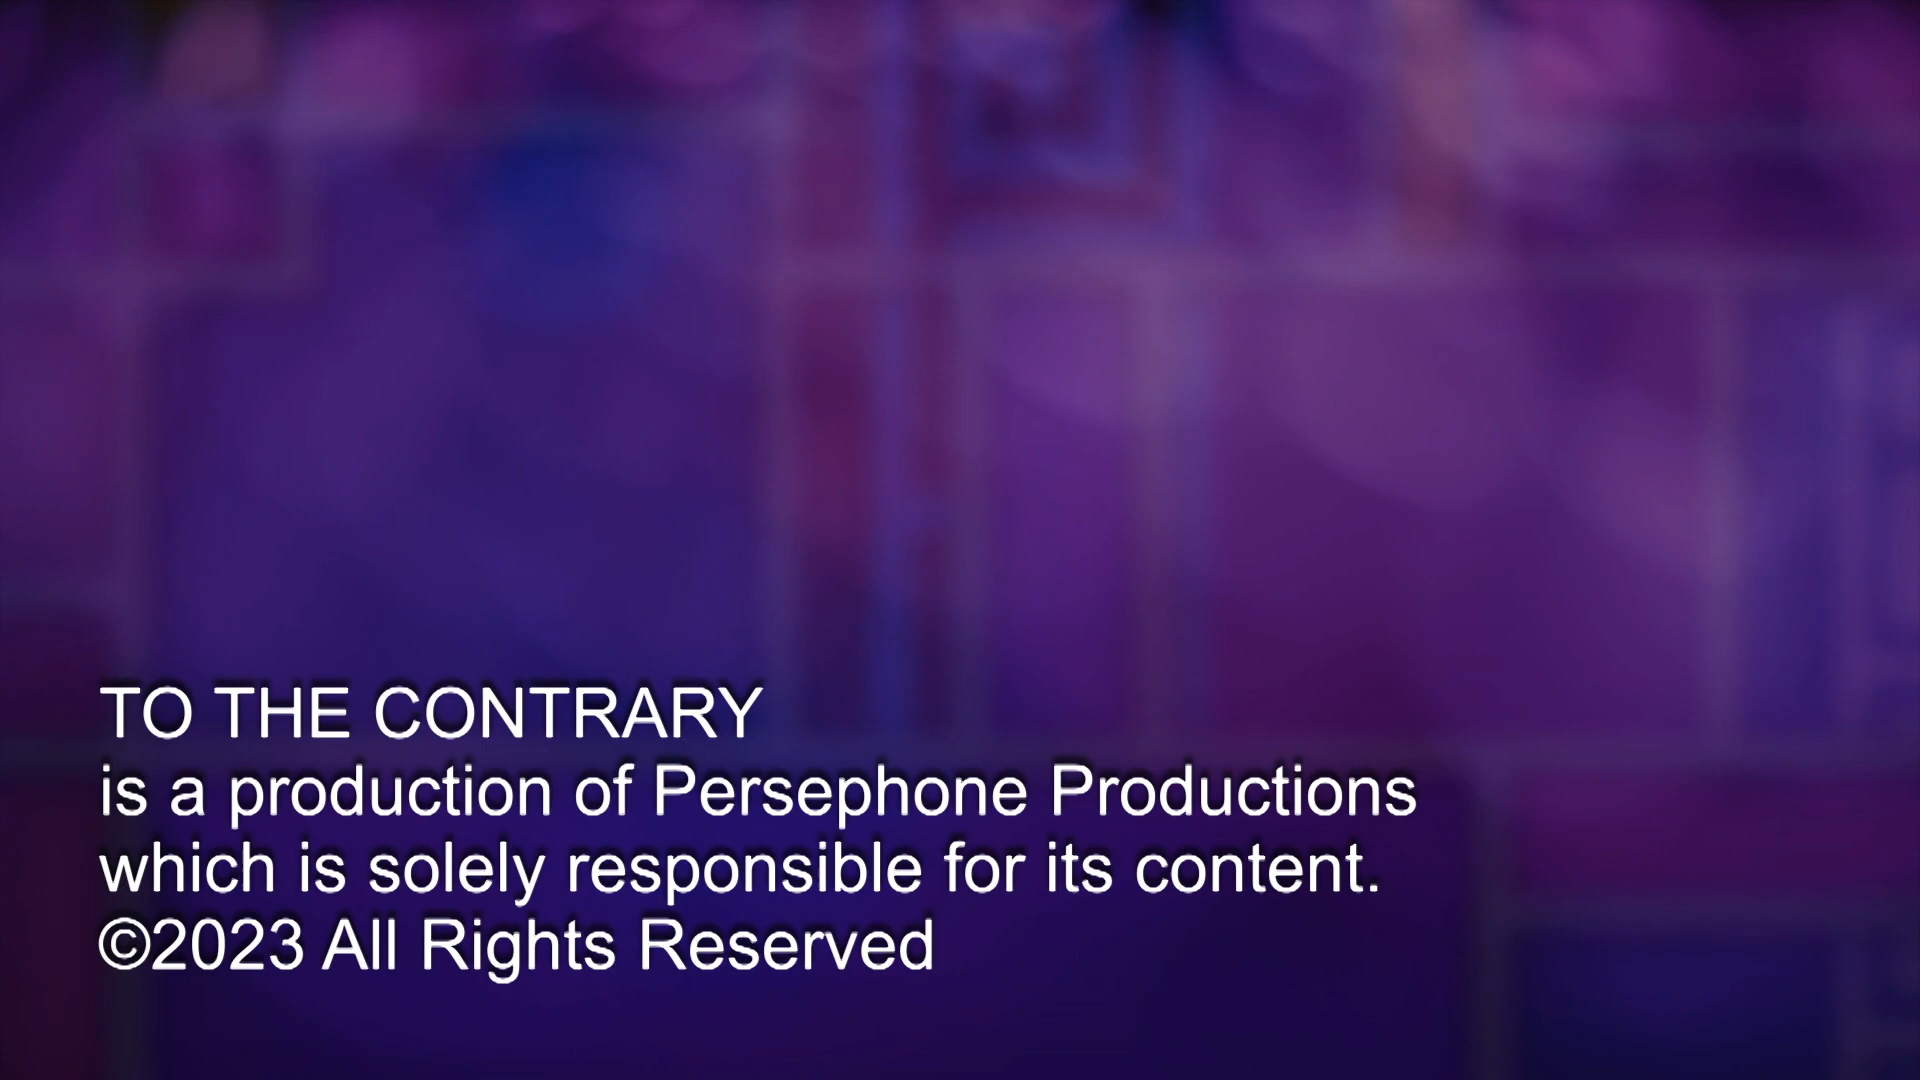 TO THE CONTRARY
is a production of Persephone Productions
which is solely responsible for its content.
©2023 All Rights Reserved